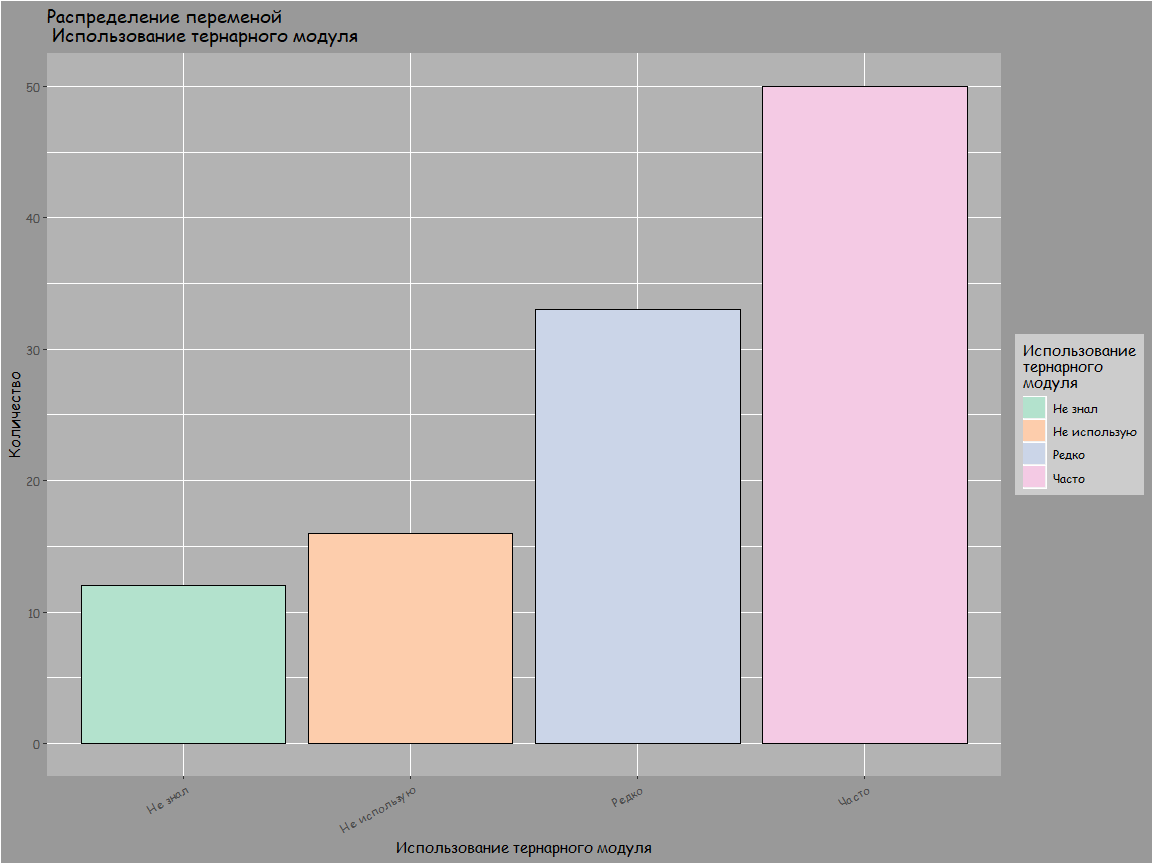 Распределение переменой
Использование тернарного модуля
50
40
30
20
10
0
Количество
Не знал
Не использую
Редко
Часто
Использование тернарного модуля
Использование
тернарного
модуля
Не знал
Не использую
Редко
Часто